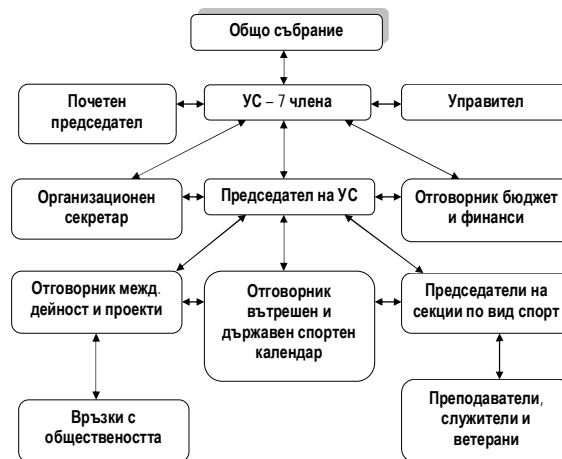 Общо събрание
Почетен
председател
УС – 7 члена
Управител
Организационен
секретар
Председател на УС
Отговорник бюджет
и финанси
Отговорник межд.
дейност и проекти
Отговорник
вътрешен и
държавен спортен
календар
Председатели на
секции по вид спорт
Връзки с
обществеността
Преподаватели,
служители и
ветерани